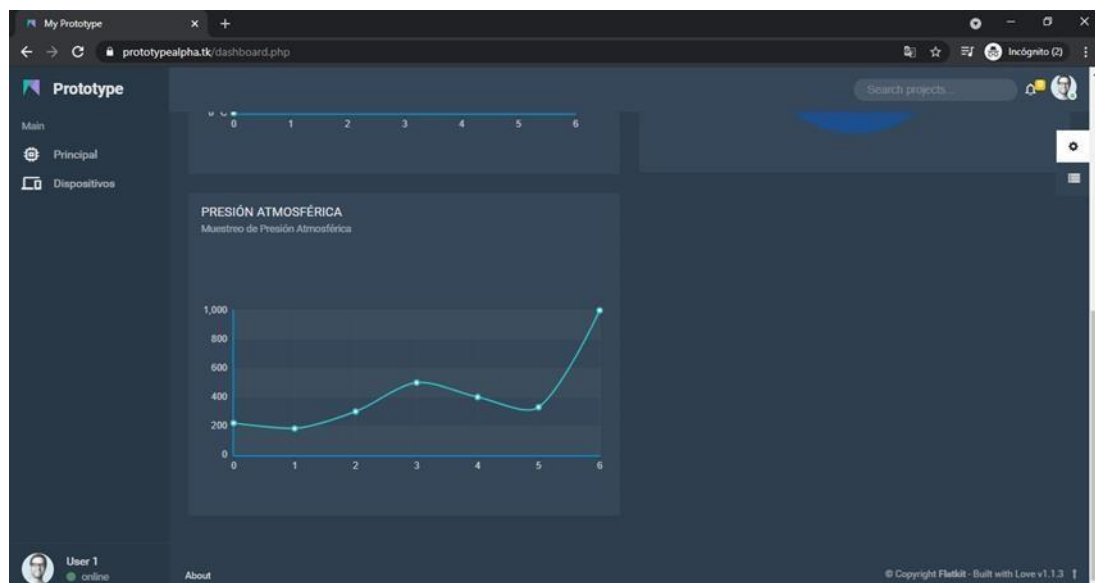 My Prototype
prototypealpha.tk/dashboard.php
Incógnito (2)
Prototype
Search projects...
Main
Principal
Dispositivos
0 1 2 3 4 5 6
PRESIÓN ATMOSFÉRICA
Muestreo de Presión Atmosférica
1,000
800
600
400
200
0
0 1 2 3 4 5 6
User 1
online
About
© Copyright Flatkit - Built with Love v1.1.3